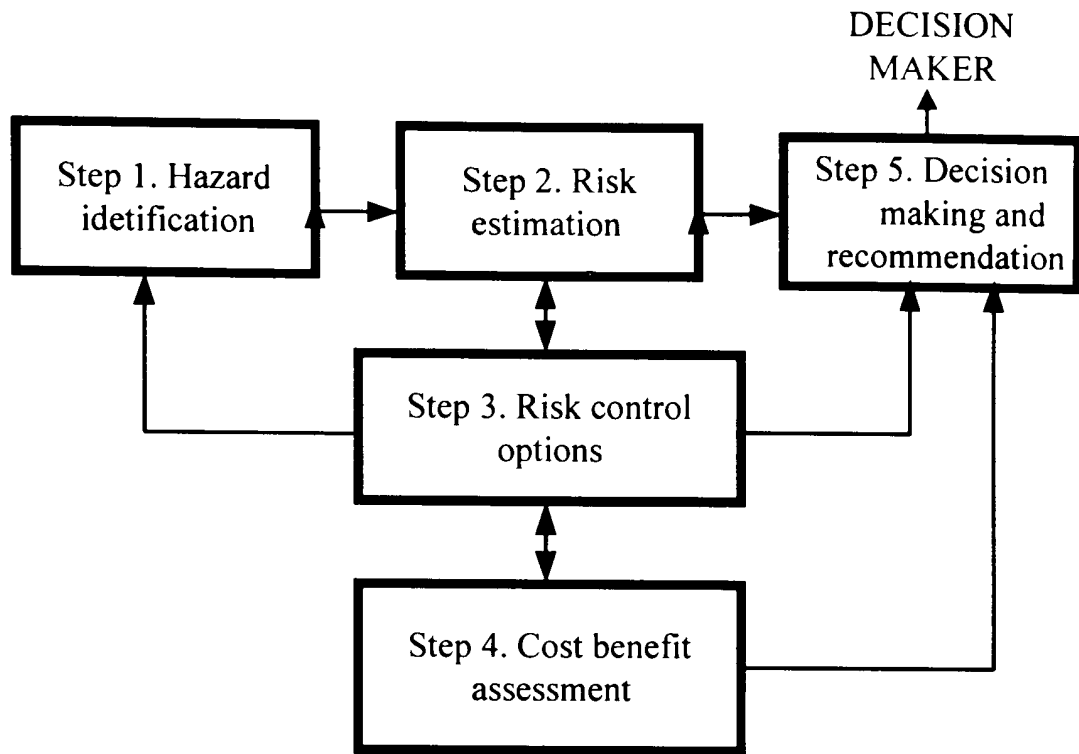 DECISION
MAKER
Step 1. Hazard
idetification
Step 2. Risk
estimation
Step 5. Decision
making and
recommendation
Step 3. Risk control
options
Step 4. Cost benefit
assessment